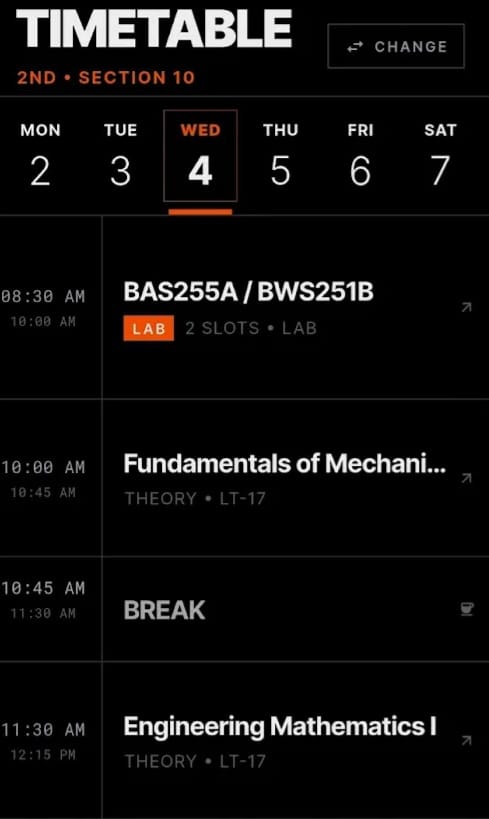 TIMETABLE
CHANGE
2ND • SECTION 10
MON TUE WED THU FRI SAT
2 3 4 5 6 7
08:30 AM
10:00 AM
BAS255A / BWS251B
LAB 2 SLOTS • LAB
10:00 AM
10:45 AM
Fundamentals of Mechani...
THEORY • LT-17
10:45 AM
11:30 AM
BREAK
11:30 AM
12:15 PM
Engineering Mathematics I
THEORY • LT-17